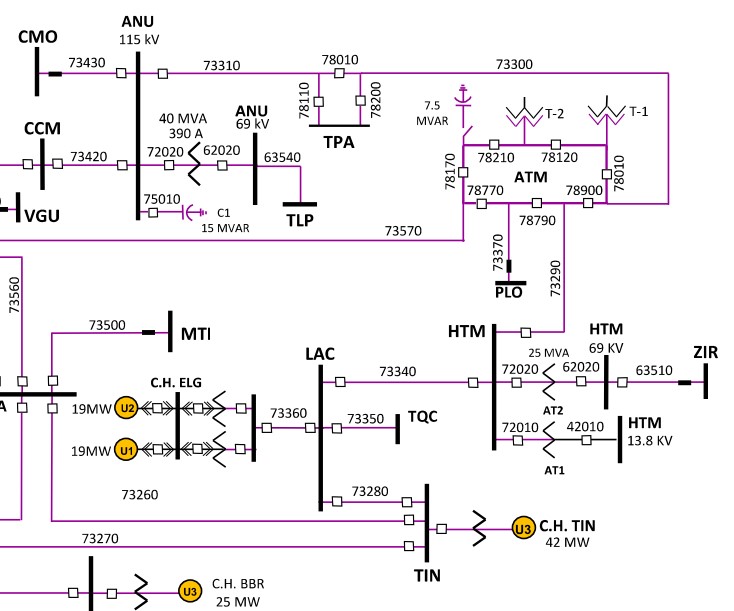 ANU
115 kV
CMO
73430
73310
78010
73300
78110
78200
TPA
40 MVA
390 A
ANU
69 kV
7.5
MVAR
T-2
T-1
CCM
73420
72020
62020
63540
TLP
75010
C1
15 MVAR
VGU
78210
78120
78170
ATM
78010
78770
78900
78790
73570
73370
PLO
73290
73560
73500
MTI
HTM
HTM
69 KV
LAC
25 MVA
73340
72020
62020
63510
ZIR
AT2
C.H. ELG
19MW
U2
19MW
U1
73360
73350
TQC
72010
42010
AT1
HTM
13.8 KV
A
73260
73280
73270
U3
C.H. TIN
42 MW
TIN
U3
C.H. BBR
25 MW